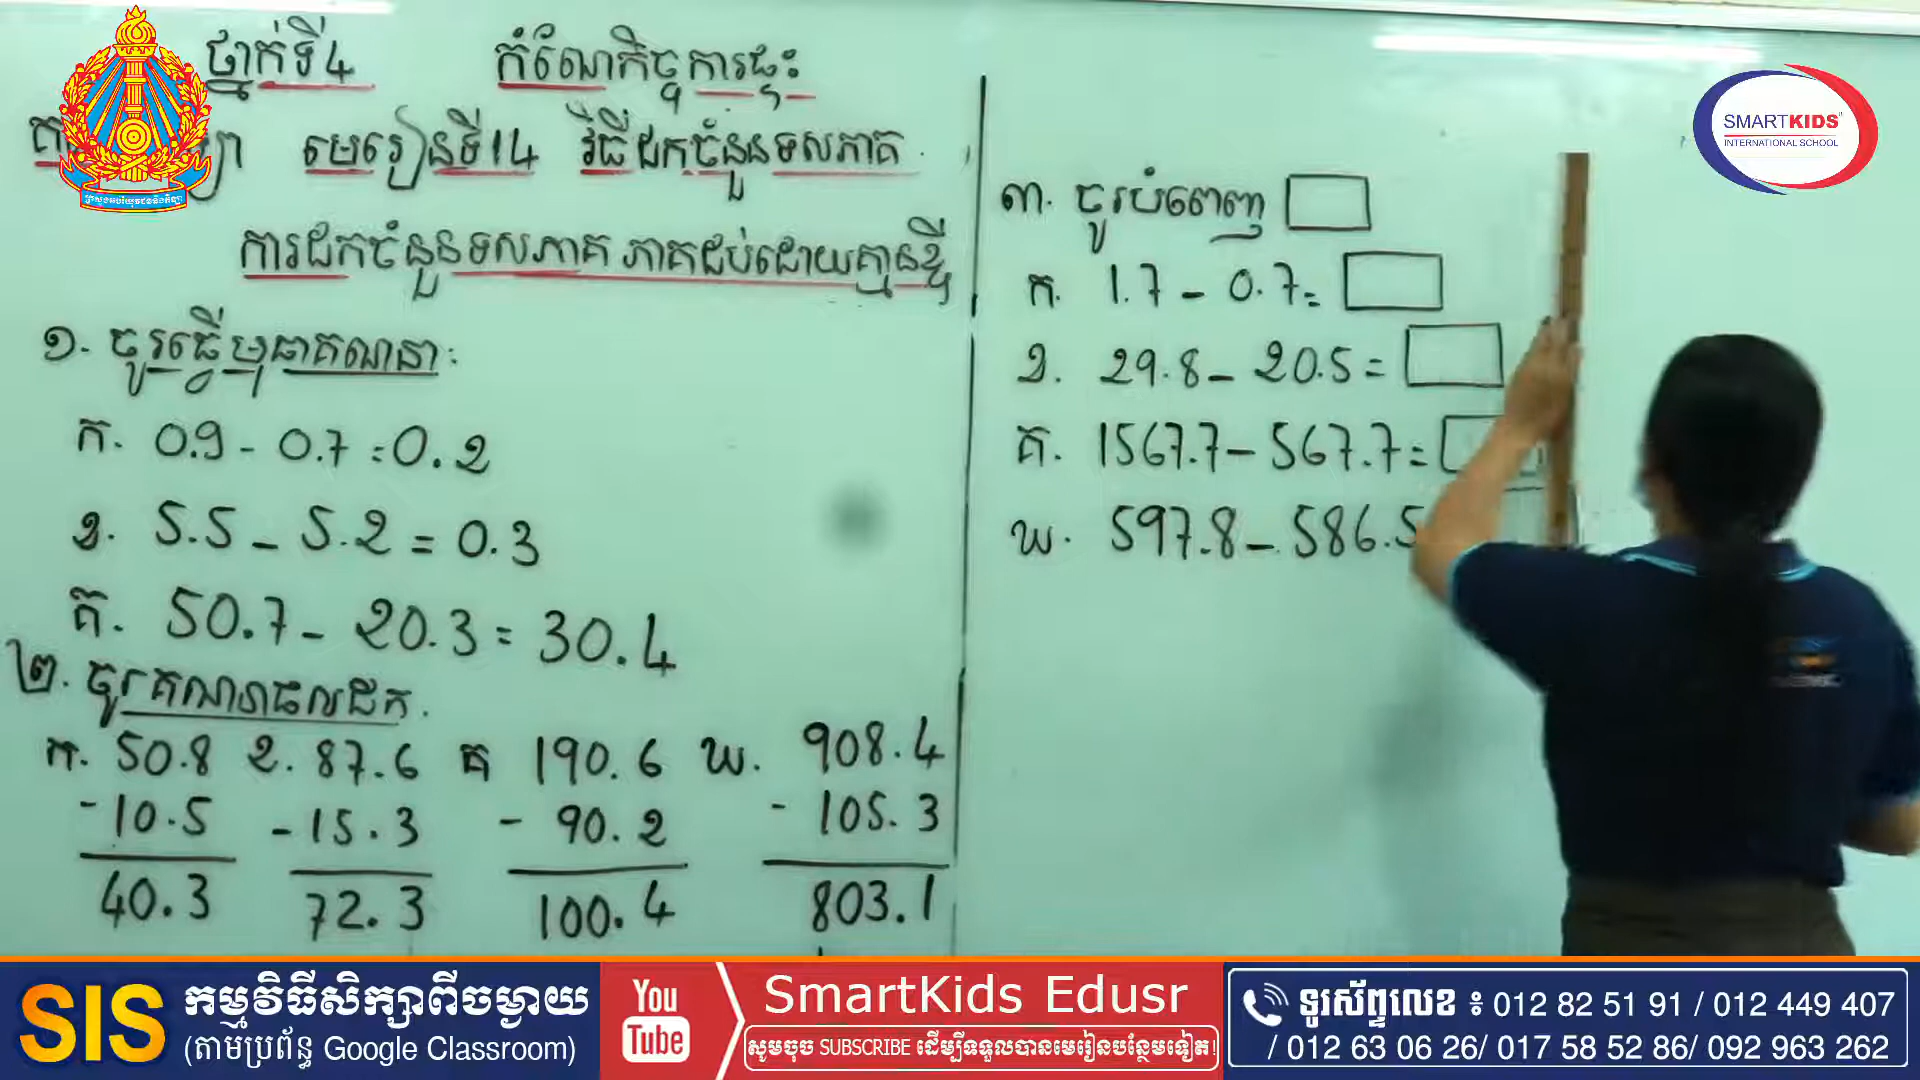 ថ្នាក់ទី4 កំណែកិច្ចការផ្ទះ
មេរៀនទី14 វិធីដកចំនួនទសភាគ
ការដកចំនួនទសភាគ ភាគដប់ដោយគ្មានខ្ចី
១. ចូរធ្វើមុខគណនា:
ក. 0.9 - 0.7 = 0.2
ខ. 5.5 - 5.2 = 0.3
គ. 50.7 - 20.3 = 30.4
២. ចូរគណនាផលដក.
ក. 50.8 ខ. 87.6 គ 190.6 ឃ. 908.4
- 10.5 - 15.3 - 90.2 - 105.3
40.3 72.3 100.4 803.1
៣. ចូរបំពេញ
ក. 1.7 - 0.7 =
ខ. 29.8 - 20.5 =
គ. 1567.7 - 567.7 =
ឃ. 597.8 - 586.5
SMARTKIDS
INTERNATIONAL SCHOOL
SIS
កម្មវិធីសិក្សាពីចម្ងាយ
(តាមប្រព័ន្ធ Google Classroom)
You
Tube
SmartKids Edusr
សូមចុច SUBSCRIBE ដើម្បីទទួលបានមេរៀនបន្ថែមទៀត!
ទូរស័ព្ទលេខ ៖ 012 82 51 91 / 012 449 407
/ 012 63 06 26/ 017 58 52 86/ 092 963 262